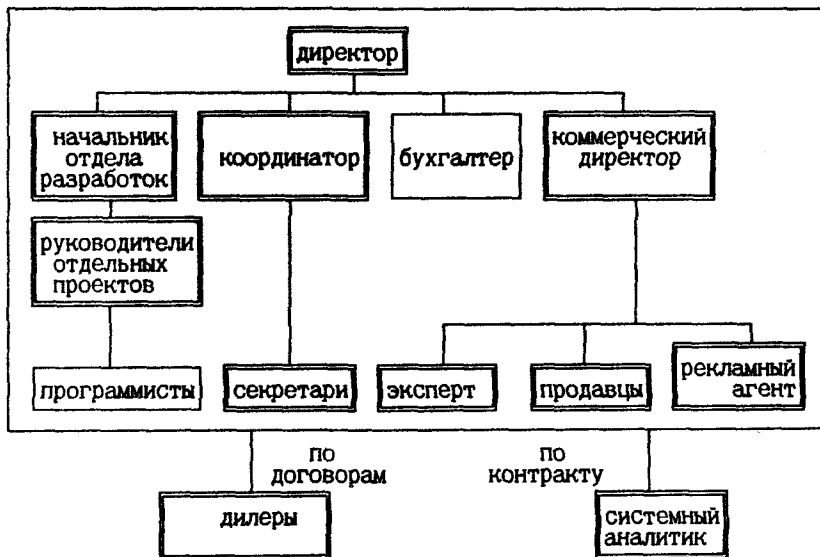 директор
начальник
отдела
разработок
координатор
бухгалтер
коммерческий
директор
руководители
отдельных
проектов
программисты
секретари
эксперт
продавцы
рекламный
агент
по
договорам
по
контракту
дилеры
системный
аналитик